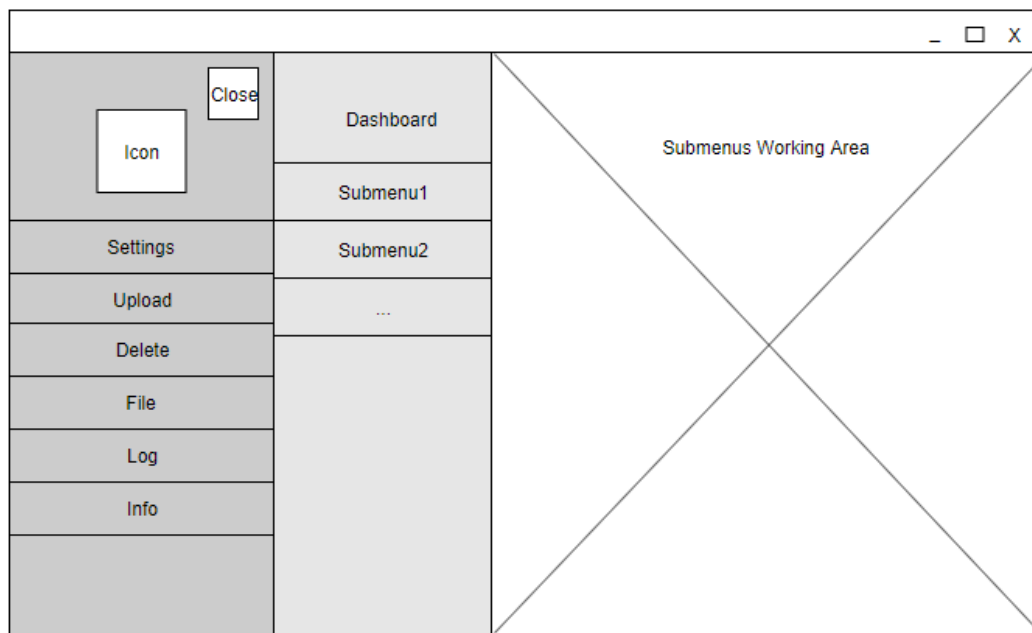 _ X
Close
Icon
Settings
Upload
Delete
File
Log
Info
Dashboard
Submenu1
Submenu2
...
Submenus Working Area